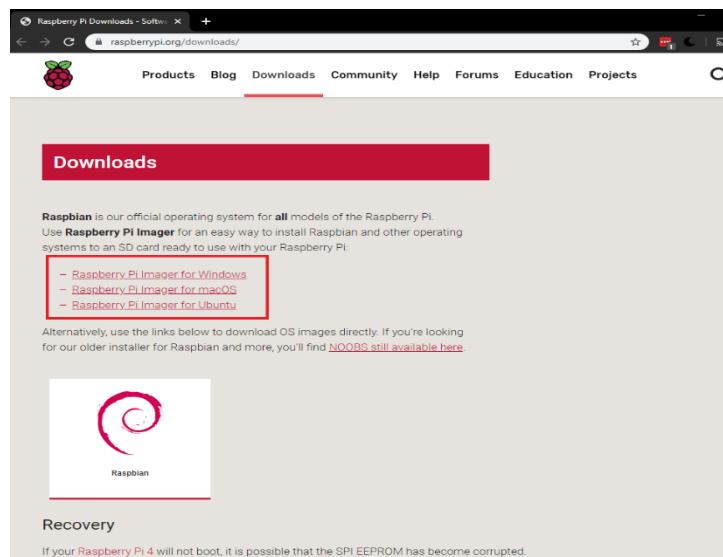 Raspberry Pi Downloads - Softw
raspberrypi.org/downloads/
Products Blog Downloads Community Help Forums Education Projects
Downloads
Raspbian is our official operating system for all models of the Raspberry Pi.
Use Raspberry Pi Imager for an easy way to install Raspbian and other operating
systems to an SD card ready to use with your Raspberry Pi:
– Raspberry Pi Imager for Windows
– Raspberry Pi Imager for macOS
– Raspberry Pi Imager for Ubuntu
Alternatively, use the links below to download OS images directly. If you're looking
for our older installer for Raspbian and more, you'll find NOOBS still available here.
Raspbian
Recovery
If your Raspberry Pi 4 will not boot, it is possible that the SPI EEPROM has become corrupted.